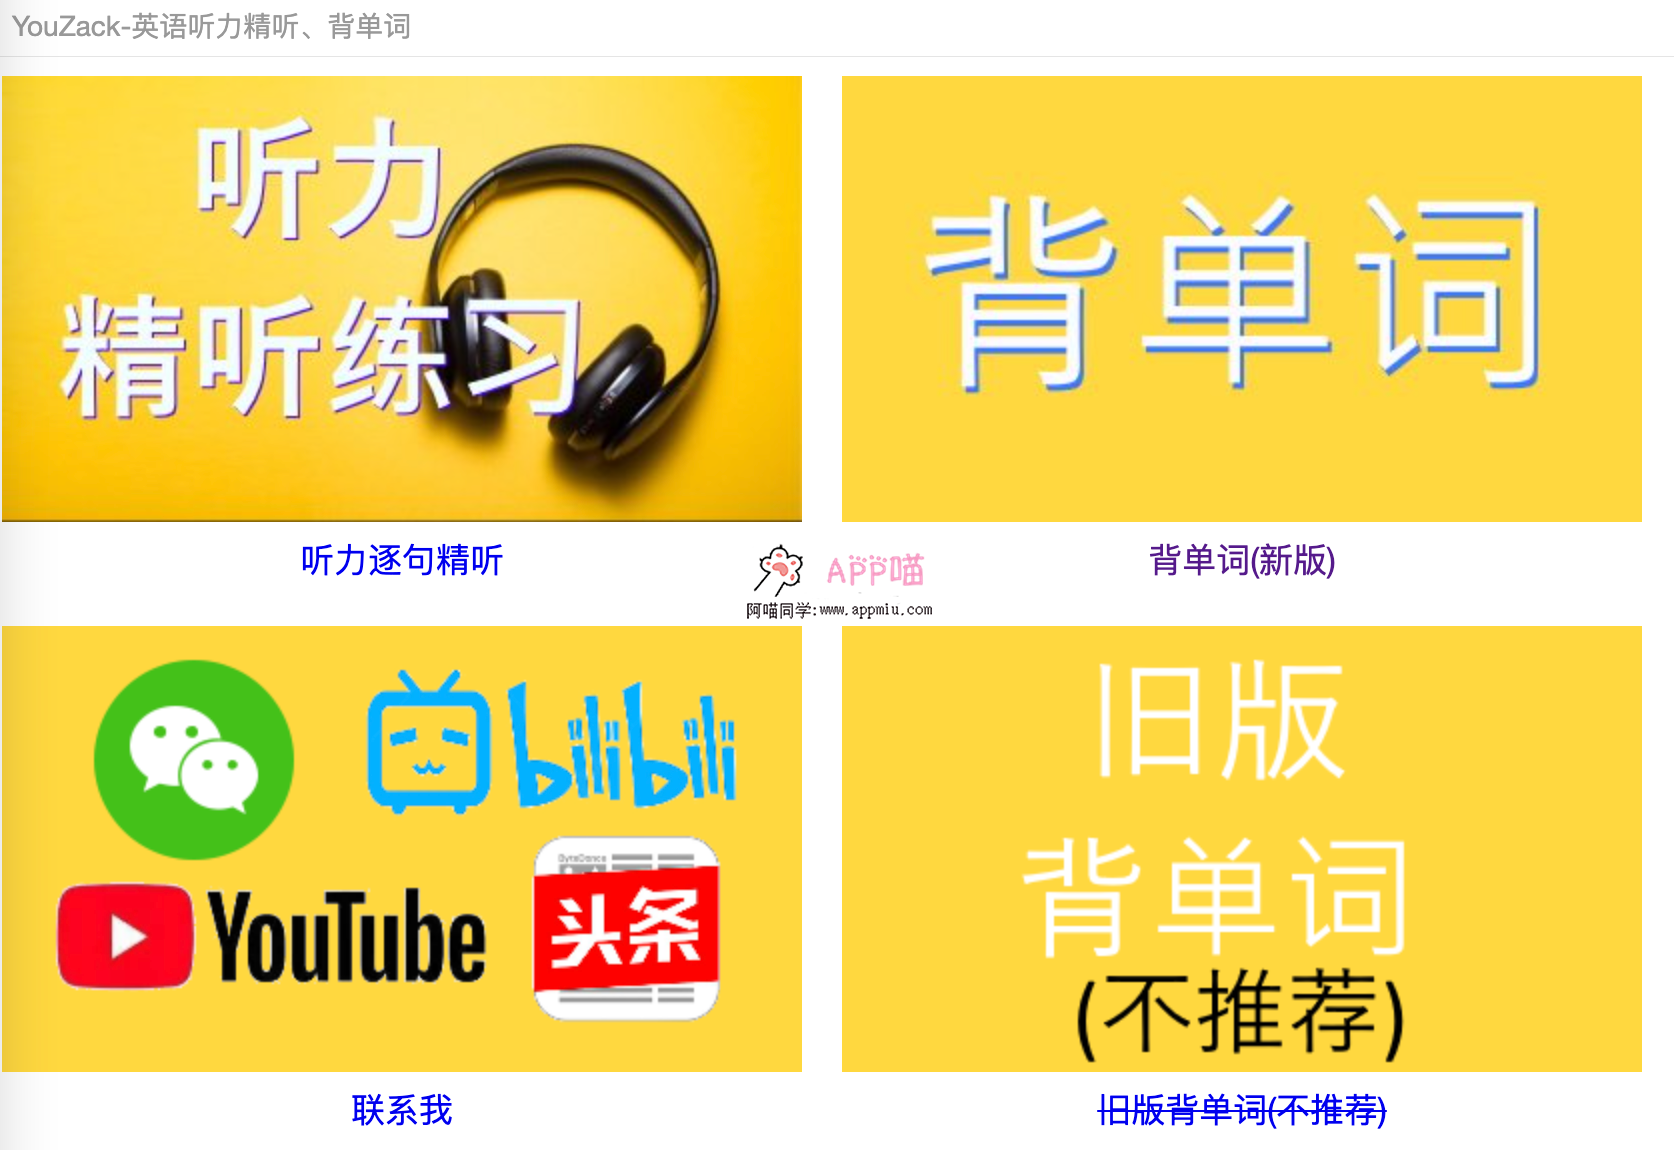 YouZack-英语听力精听、背单词
听力
精听练习
背单词
听力逐句精听
背单词(新版)
APP喵
阿喵同学:www.appmiu.com
bilibili
YouTube
ByteDance
头条
旧版
背单词
(不推荐)
联系我
旧版背单词(不推荐)